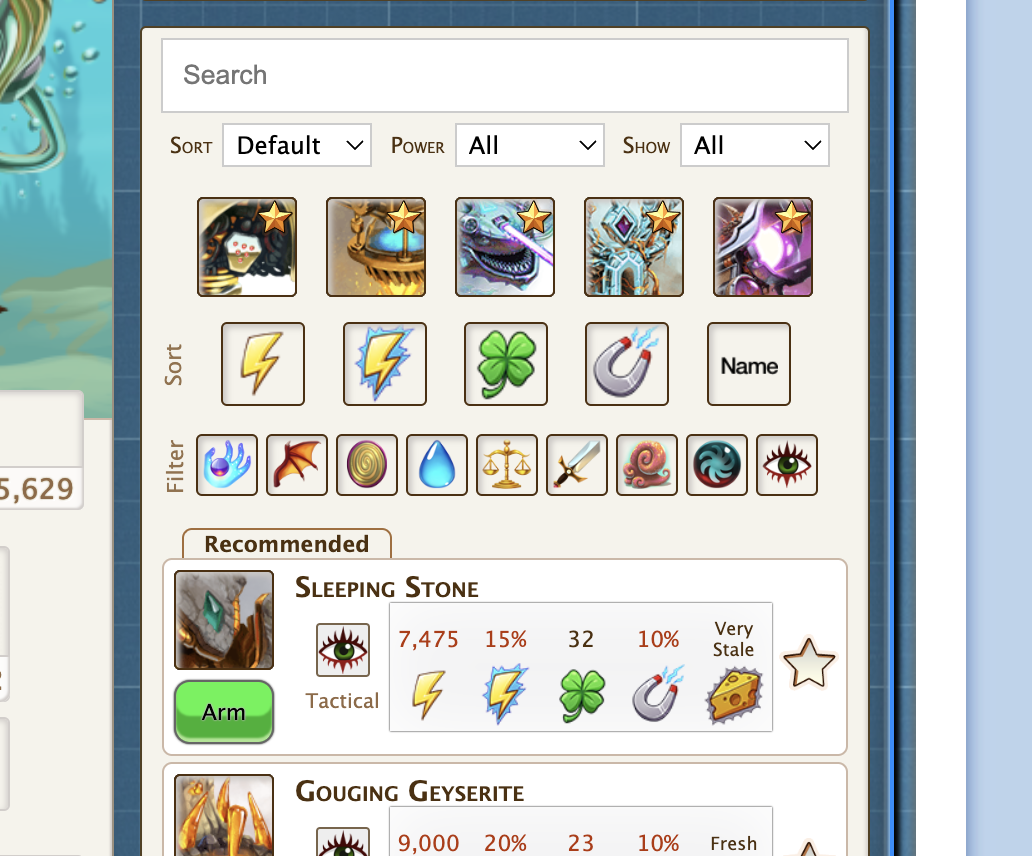 Search
Sort Default Power All Show All
Sort
Name
Filter
5,629
Recommended
Sleeping Stone
7,475 15% 32 10% Very Stale
Tactical
Arm
Gouging Geyserite
9,000 20% 23 10% Fresh